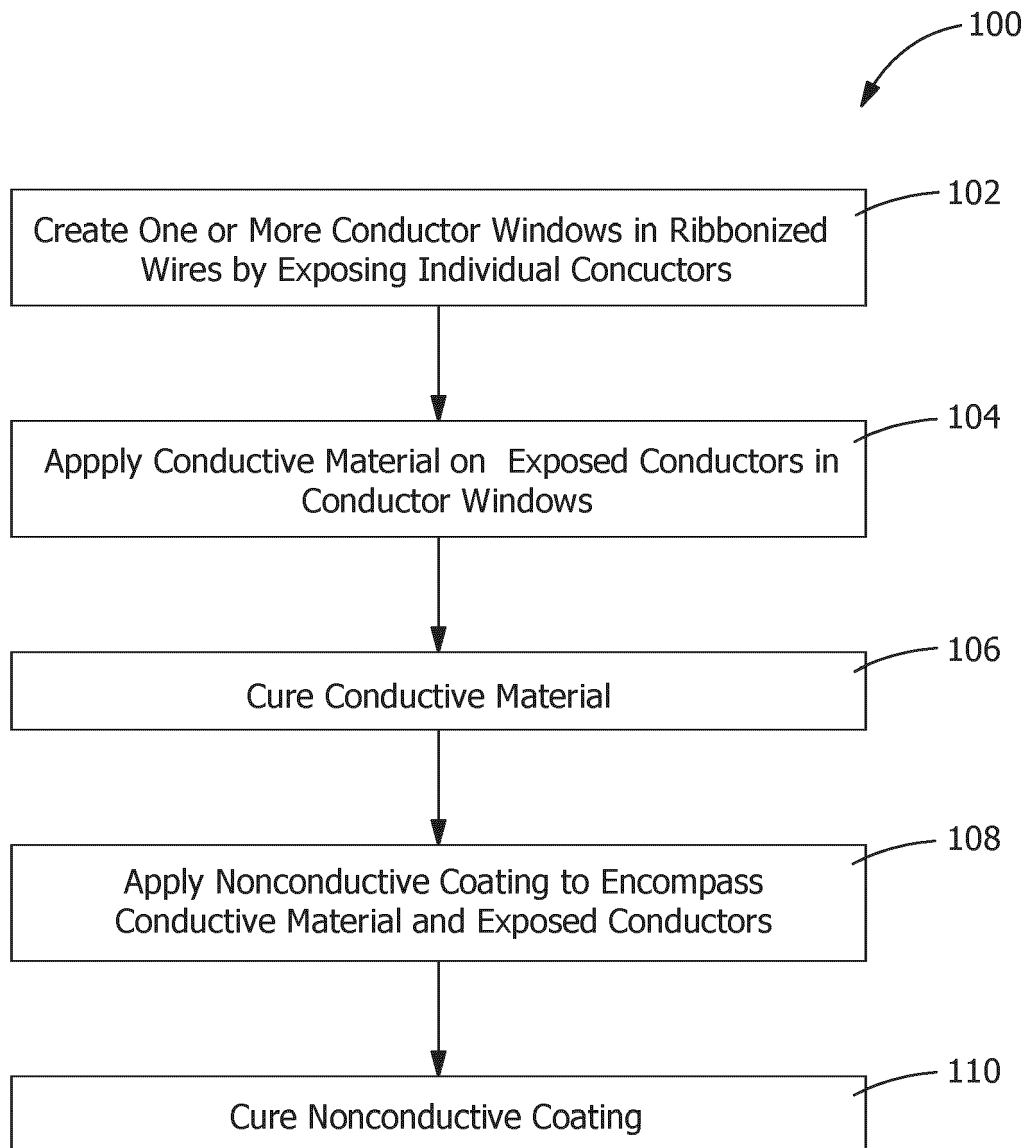 100
102
Create One or More Conductor Windows in Ribbonized
Wires by Exposing Individual Concuctors
104
Appply Conductive Material on Exposed Conductors in
Conductor Windows
106
Cure Conductive Material
108
Apply Nonconductive Coating to Encompass
Conductive Material and Exposed Conductors
110
Cure Nonconductive Coating